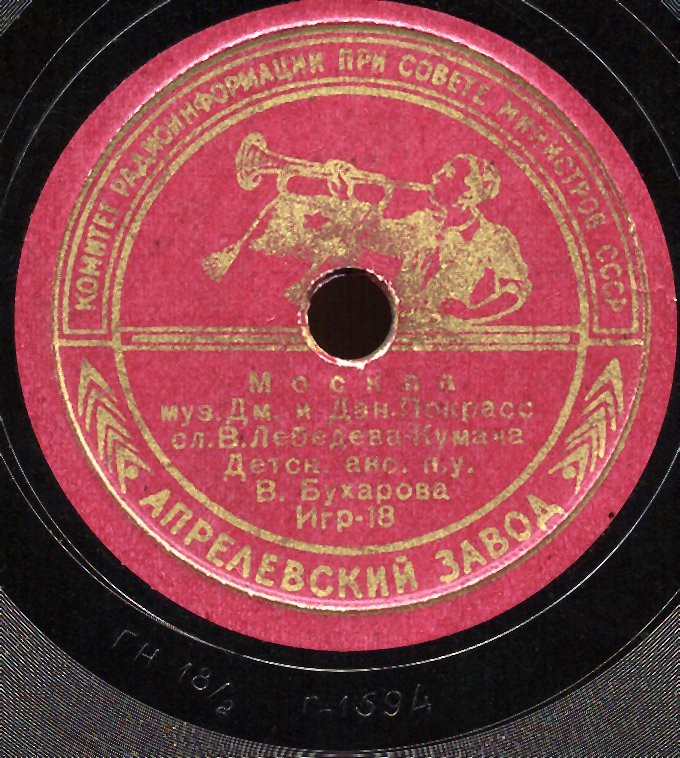 КОМИТЕТ РАДИОИНФОРМАЦИИ ПРИ СОВЕТЕ МИНИСТРОВ СССР
Москва
муз. Дм. и Дан. Покрасс
сл. В. Лебедева-Кумача
Детск. анс. п.у.
В. Бухарова
Игр-18
АПРЕЛЕВСКИЙ ЗАВОД
ГН 18/2 Г-1594